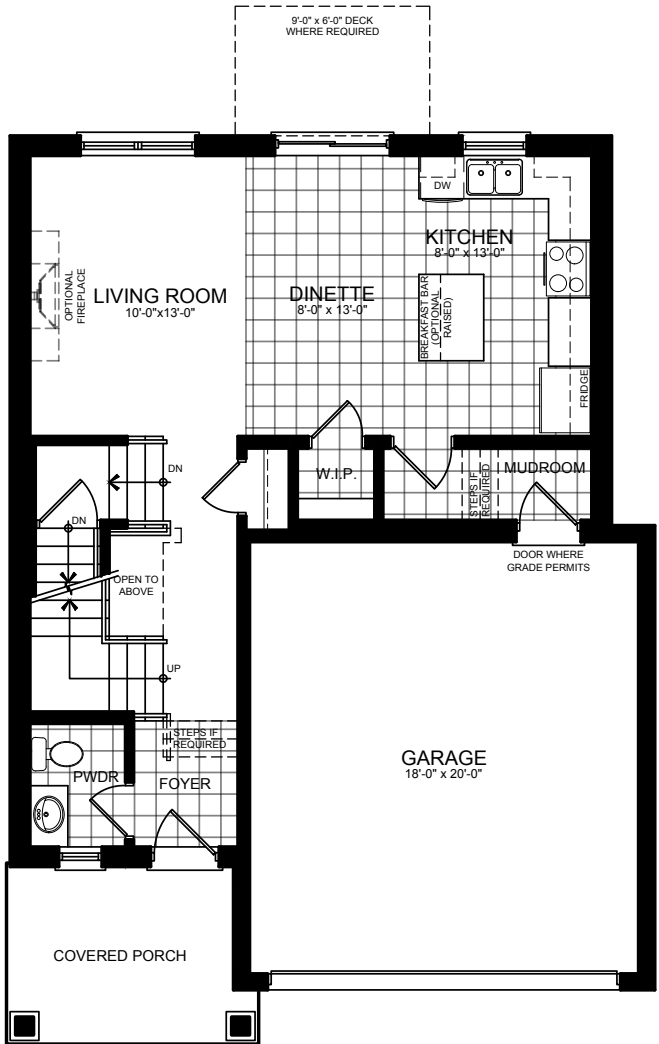 9'-0" x 6'-0" DECK
WHERE REQUIRED
DW
KITCHEN
8'-0" x 13'-0"
LIVING ROOM
10'-0"x13'-0"
OPTIONAL
FIREPLACE
DINETTE
8'-0" x 13'-0"
BREAKFAST BAR
(OPTIONAL
RAISED)
FRIDGE
DN
W.I.P.
STEPS IF
REQUIRED
MUDROOM
DN
OPEN TO
ABOVE
DOOR WHERE
GRADE PERMITS
UP
STEPS IF
REQUIRED
GARAGE
18'-0" x 20'-0"
PWDR
FOYER
COVERED PORCH